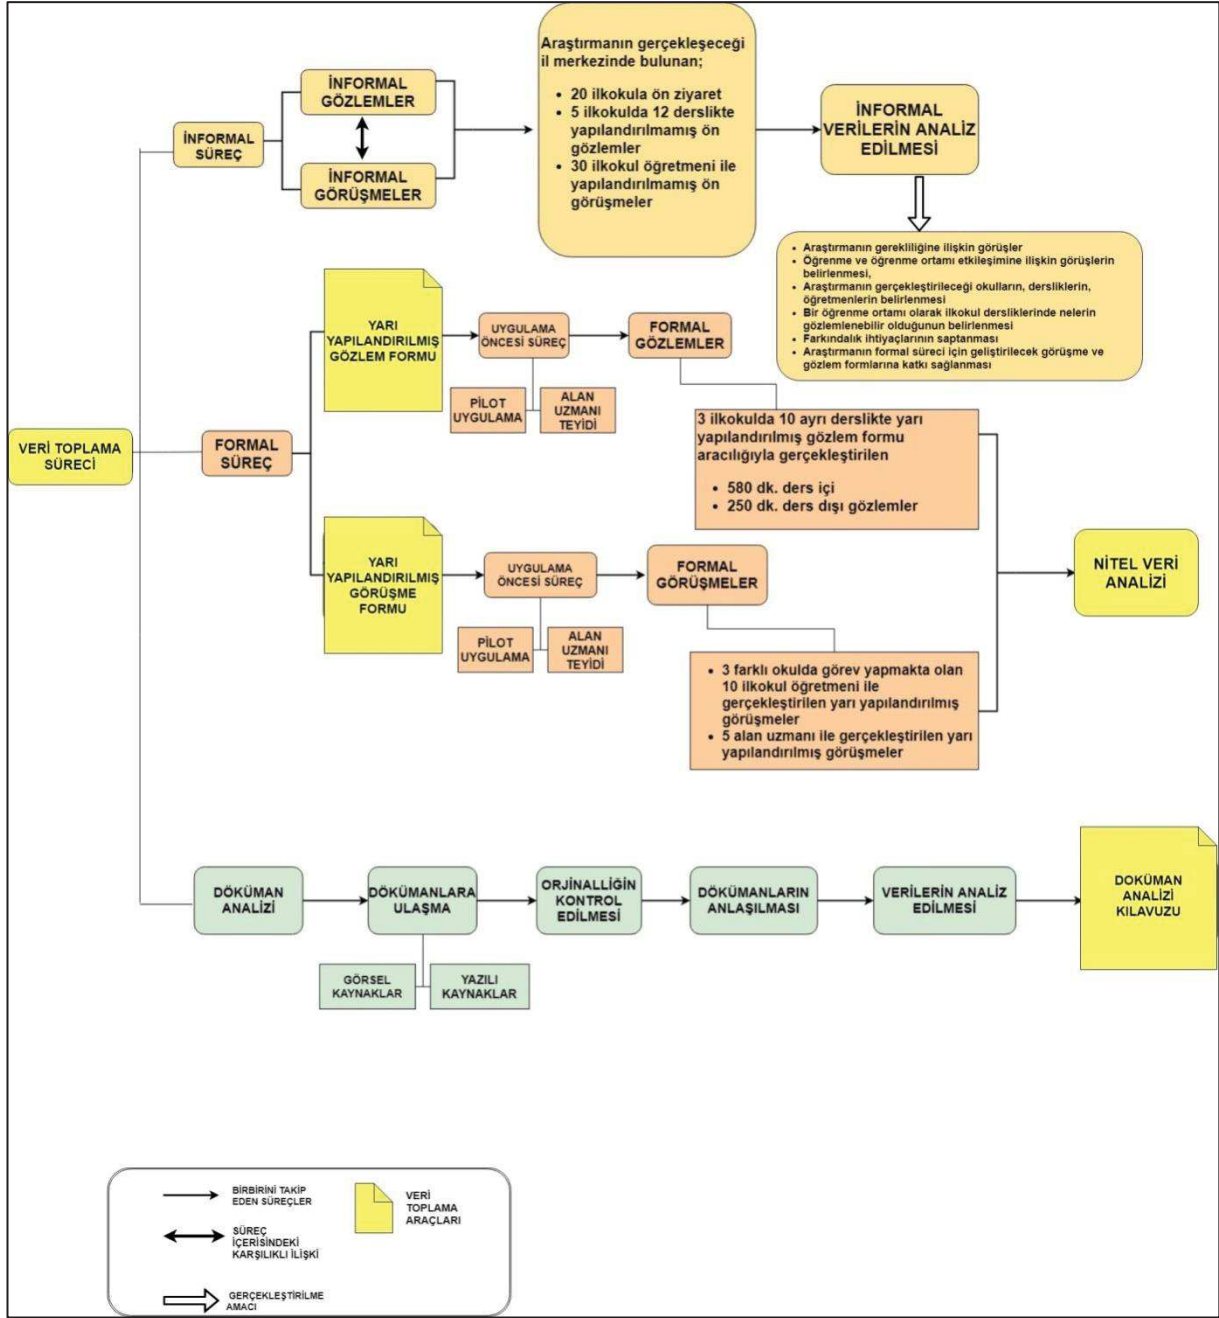 VERİ TOPLAMA
SÜRECİ
İNFORMAL
SÜREÇ
İNFORMAL
GÖZLEMLER
İNFORMAL
GÖRÜŞMELER
Araştırmanın gerçekleşeceği
il merkezinde bulunan;
• 20 ilkokula ön ziyaret
• 5 ilkokulda 12 derslikte
yapılandırılmamış ön
gözlemler
• 30 ilkokul öğretmeni ile
yapılandırılmamış ön
görüşmeler
İNFORMAL
VERİLERİN ANALİZ
EDİLMESİ
• Araştırmanın gerekliliğine ilişkin görüşler
• Öğrenme ve öğrenme ortamı etkileşimine ilişkin görüşlerin
belirlenmesi,
• Araştırmanın gerçekleştirileceği okulların, dersliklerin,
öğretmenlerin belirlenmesi
• Bir öğrenme ortamı olarak ilkokul dersliklerinde nelerin
gözlemlenebilir olduğunun belirlenmesi
• Farkındalık ihtiyaçlarının saptanması
• Araştırmanın formal süreci için geliştirilecek görüşme ve
gözlem formlarına katkı sağlanması
FORMAL
SÜREÇ
YARI
YAPILANDIRILMIŞ
GÖZLEM FORMU
UYGULAMA
ÖNCESİ SÜREÇ
PİLOT
UYGULAMA
ALAN
UZMANI
TEYİDİ
FORMAL
GÖZLEMLER
3 ilkokulda 10 ayrı derslikte yarı
yapılandırılmış gözlem formu
aracılığıyla gerçekleştirilen
• 580 dk. ders içi
• 250 dk. ders dışı gözlemler
YARI
YAPILANDIRILMIŞ
GÖRÜŞME
FORMU
UYGULAMA
ÖNCESİ SÜREÇ
PİLOT
UYGULAMA
ALAN
UZMANI
TEYİDİ
FORMAL
GÖRÜŞMELER
• 3 farklı okulda görev yapmakta olan
10 ilkokul öğretmeni ile
gerçekleştirilen yarı yapılandırılmış
görüşmeler
• 5 alan uzmanı ile gerçekleştirilen yarı
yapılandırılmış görüşmeler
NİTEL VERİ
ANALİZİ
DÖKÜMAN
ANALİZİ
DÖKÜMANLARA
ULAŞMA
GÖRSEL
KAYNAKLAR
YAZILI
KAYNAKLAR
ORJİNALLİĞİN
KONTROL
EDİLMESİ
DÖKÜMANLARIN
ANLAŞILMASI
VERİLERİN ANALİZ
EDİLMESİ
DOKÜMAN
ANALİZİ
KILAVUZU
BİRBİRİNİ TAKİP
EDEN SÜREÇLER
SÜREÇ
İÇERİSİNDEKİ
KARŞILIKLI İLİŞKİ
GERÇEKLEŞTİRİLME
AMACI
VERİ
TOPLAMA
ARAÇLARI